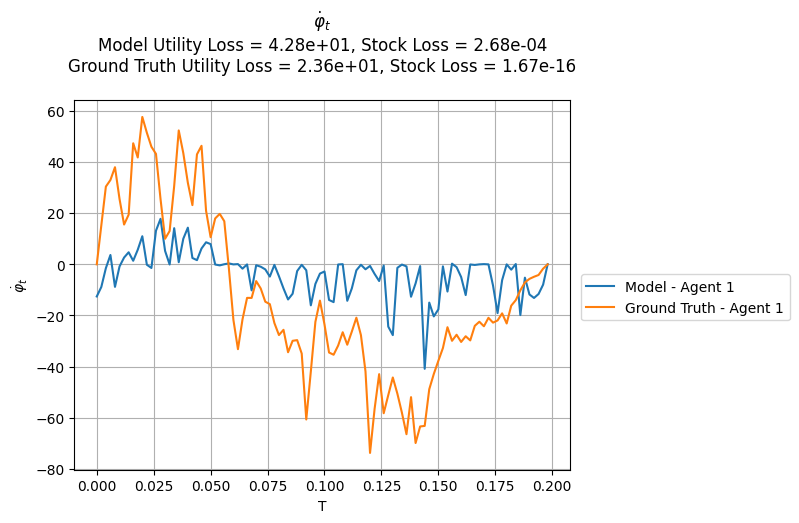 φ̇ₜ
Model Utility Loss = 4.28e+01, Stock Loss = 2.68e-04
Ground Truth Utility Loss = 2.36e+01, Stock Loss = 1.67e-16
60
40
20
0
−20
−40
−60
−80
φ̇ₜ
0.000 0.025 0.050 0.075 0.100 0.125 0.150 0.175 0.200
T
Model - Agent 1
Ground Truth - Agent 1